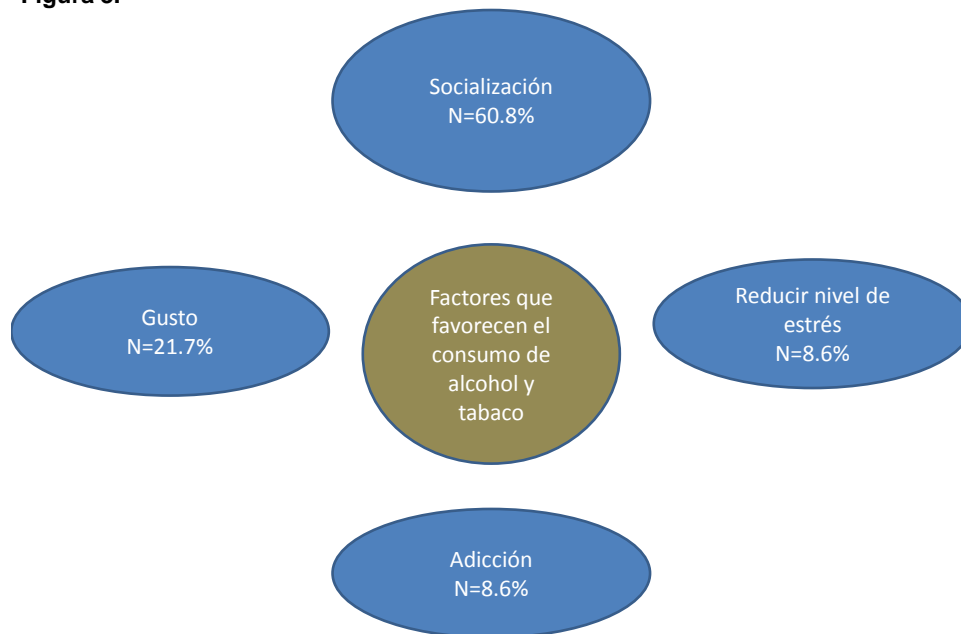 Socialización
N=60.8%
Gusto
N=21.7%
Factores que
favorecen el
consumo de
alcohol y
tabaco
Reducir nivel de
estrés
N=8.6%
Adicción
N=8.6%